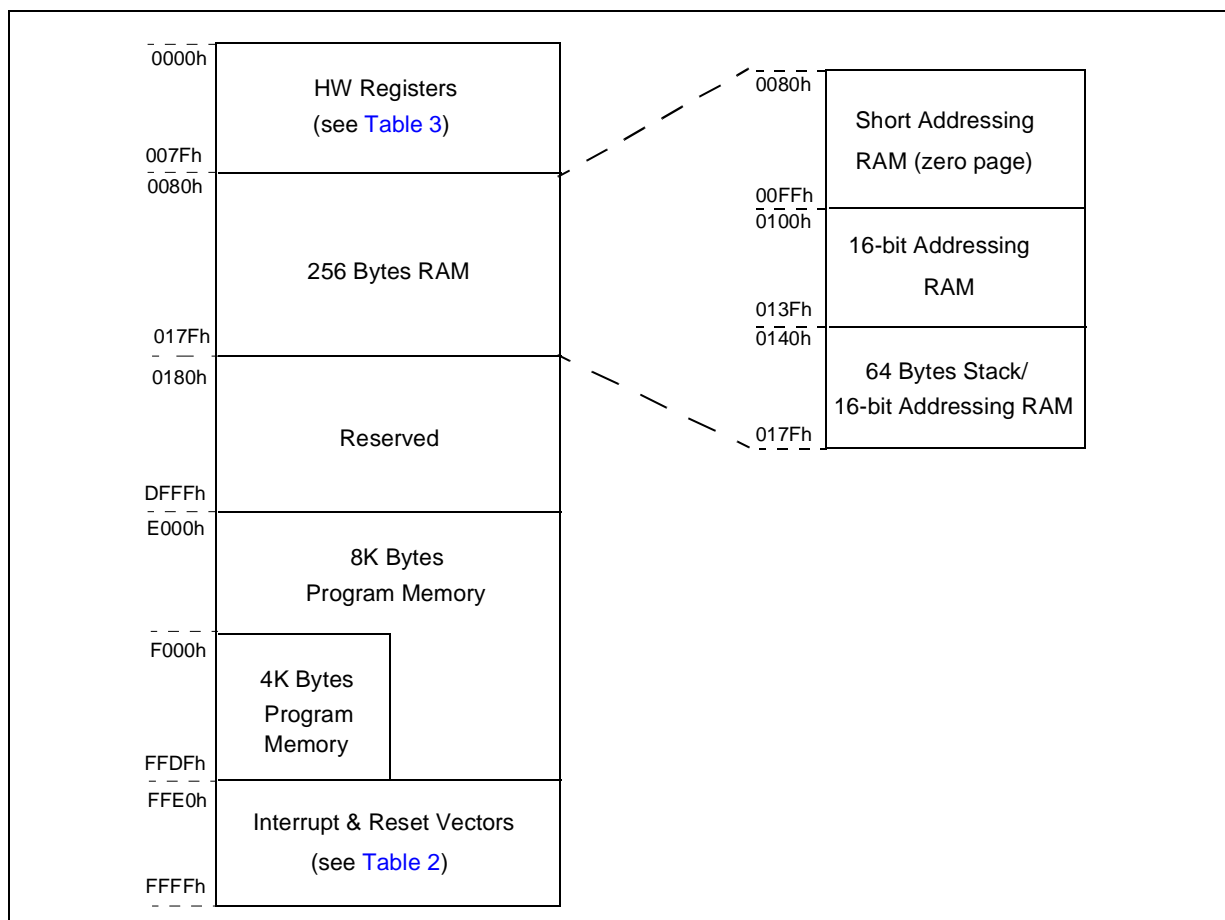 0000h
HW Registers
(see Table 3)
007Fh
0080h
256 Bytes RAM
017Fh
0180h
Reserved
DFFFh
E000h
8K Bytes
Program Memory
F000h
4K Bytes
Program
Memory
FFDFh
FFE0h
Interrupt & Reset Vectors
(see Table 2)
FFFFh
0080h
Short Addressing
RAM (zero page)
00FFh
0100h
16-bit Addressing
RAM
013Fh
0140h
64 Bytes Stack/
16-bit Addressing RAM
017Fh